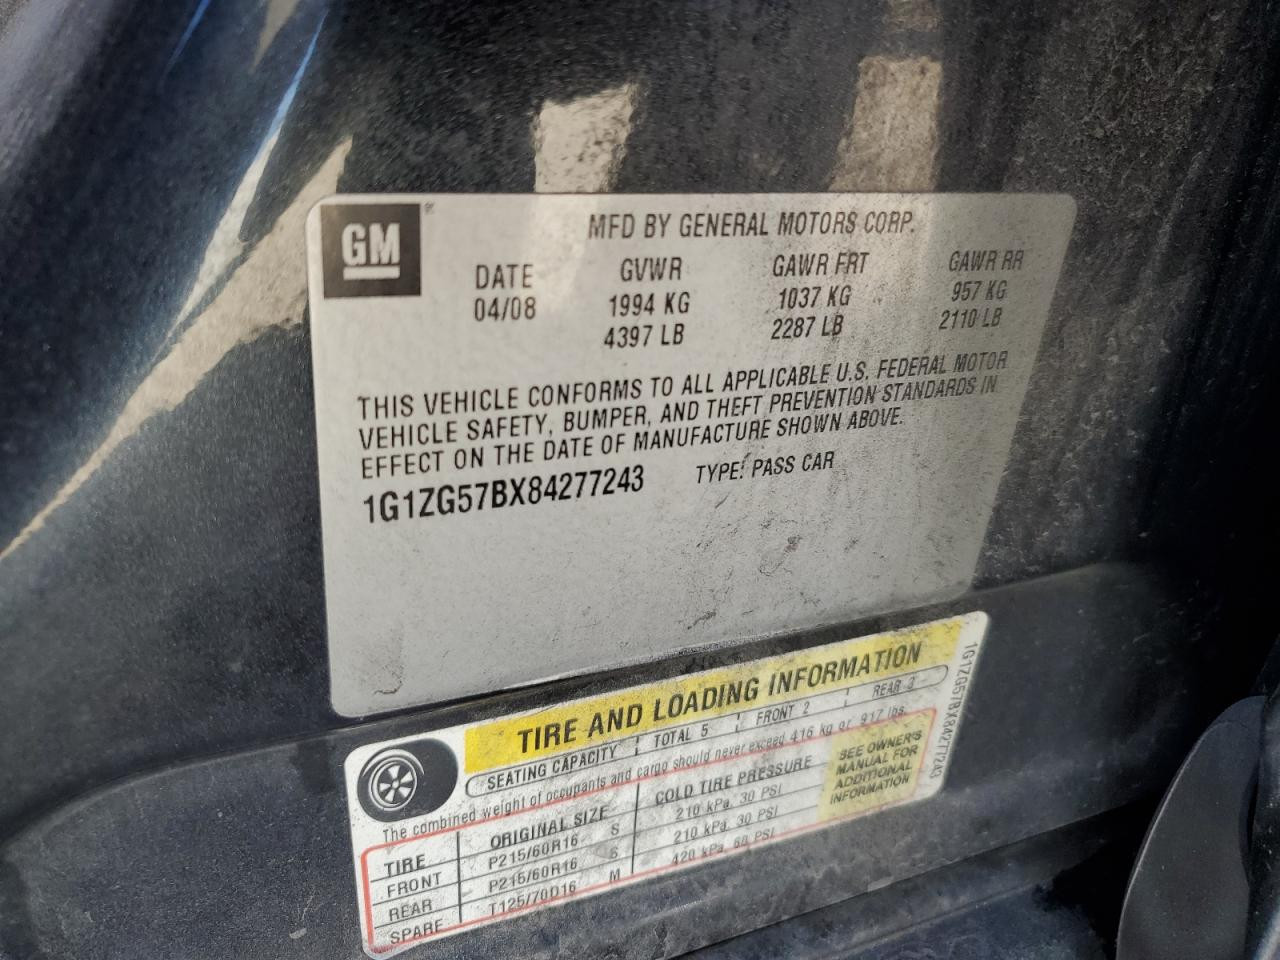 GM
MFD BY GENERAL MOTORS CORP.
DATE GVWR GAWR FRT GAWR RR
04/08 1994 KG 1037 KG 957 KG
4397 LB 2287 LB 2110 LB
THIS VEHICLE CONFORMS TO ALL APPLICABLE U.S. FEDERAL MOTOR
VEHICLE SAFETY, BUMPER, AND THEFT PREVENTION STANDARDS IN
EFFECT ON THE DATE OF MANUFACTURE SHOWN ABOVE.
1G1ZG57BX84277243 TYPE: PASS CAR
TIRE AND LOADING INFORMATION
SEATING CAPACITY TOTAL 5 FRONT 2 REAR 3
The combined weight of occupants and cargo should never exceed 416 kg or 917 lbs.
TIRE ORIGINAL SIZE COLD TIRE PRESSURE
FRONT P215/60R16 S 210 kPa, 30 PSI
REAR P215/60R16 S 210 kPa, 30 PSI
SPARE T125/70D16 M 420 kPa, 60 PSI
SEE OWNER'S
MANUAL FOR
ADDITIONAL
INFORMATION
1G1ZG57BX84277243